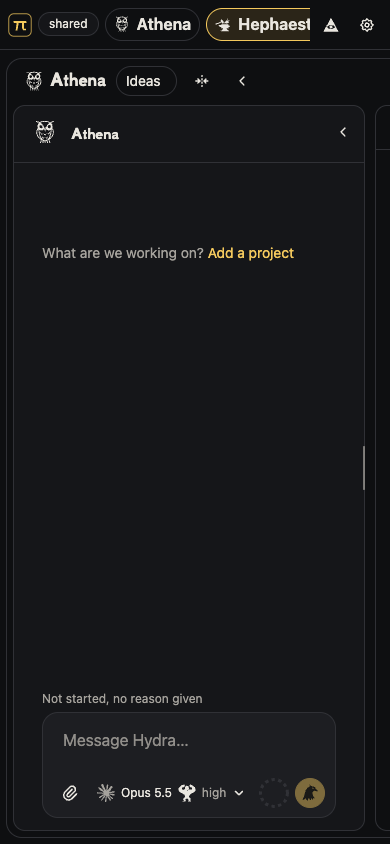 π
shared
Athena
Hephaest
Athena
Ideas
Athena
What are we working on? Add a project
Not started, no reason given
Message Hydra...
Opus 5.5 high